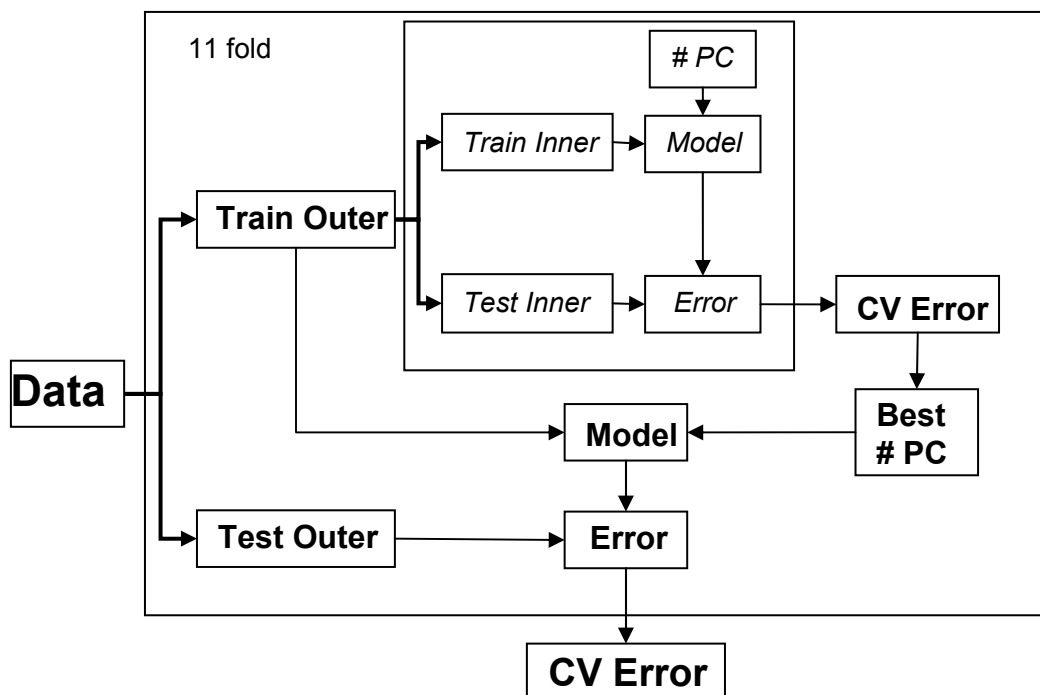 11 fold
# PC
Train Inner
Model
Train Outer
Test Inner
Error
CV Error
Data
Model
Best
# PC
Test Outer
Error
CV Error